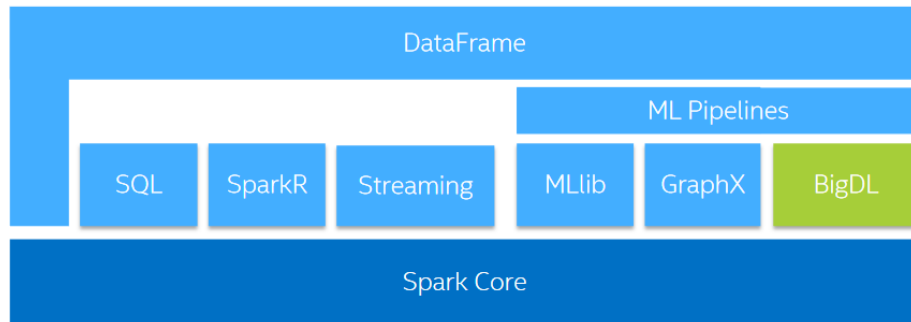 DataFrame
ML Pipelines
SQL
SparkR
Streaming
MLlib
GraphX
BigDL
Spark Core